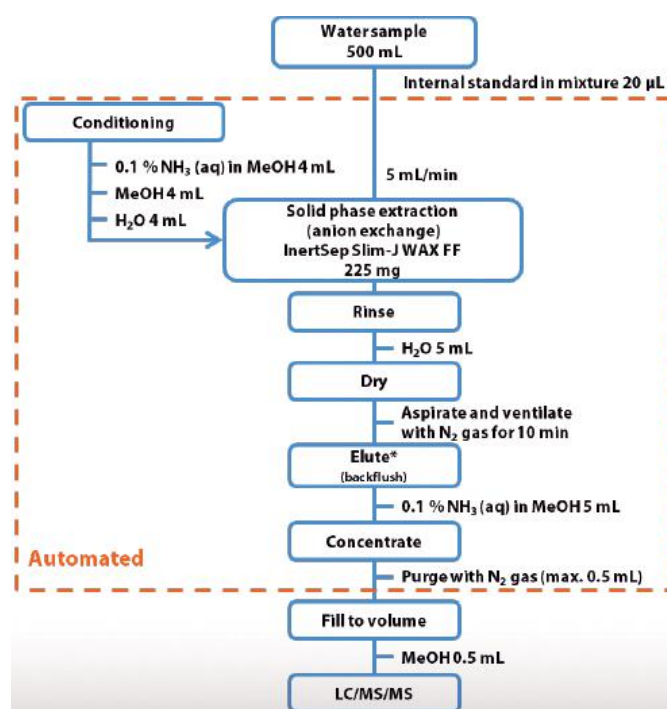 Water sample
500 mL
Internal standard in mixture 20 µL
Conditioning
0.1 % NH₃ (aq) in MeOH 4 mL
MeOH 4 mL
H₂O 4 mL
5 mL/min
Solid phase extraction
(anion exchange)
InertSep Slim-J WAX FF
225 mg
Rinse
H₂O 5 mL
Dry
Aspirate and ventilate
with N₂ gas for 10 min
Elute*
(backflush)
0.1 % NH₃ (aq) in MeOH 5 mL
Concentrate
Automated
Purge with N₂ gas (max. 0.5 mL)
Fill to volume
MeOH 0.5 mL
LC/MS/MS